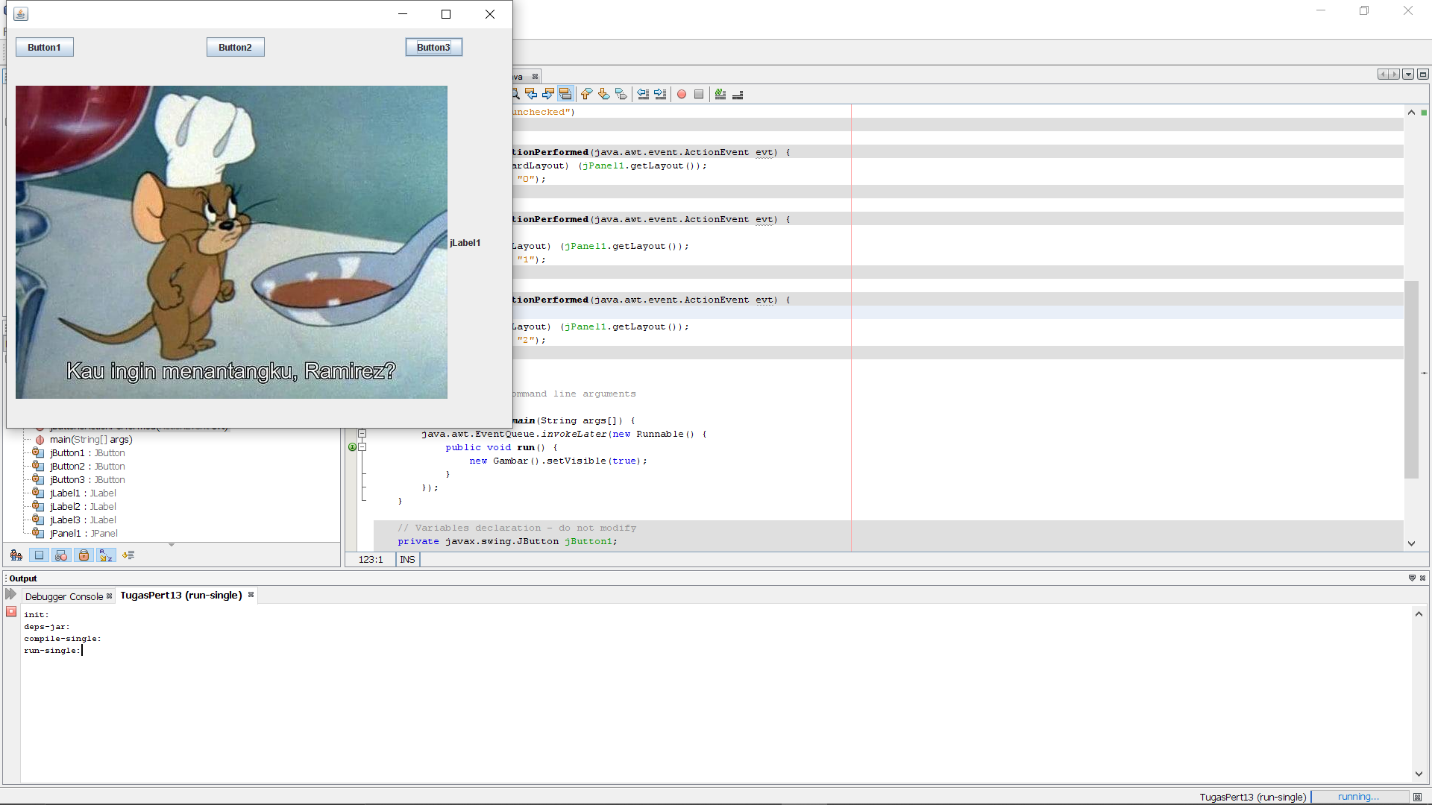 Button1
Button2
Button3
jLabel1
Kau ingin menantangku, Ramirez?
unchecked")
tionPerformed(java.awt.event.ActionEvent evt) {
ardLayout) (jPanel1.getLayout());
"0");
tionPerformed(java.awt.event.ActionEvent evt) {
Layout) (jPanel1.getLayout());
"1");
tionPerformed(java.awt.event.ActionEvent evt) {
Layout) (jPanel1.getLayout());
"2");
ommand line arguments
main(String args[]) {
java.awt.EventQueue.invokeLater(new Runnable() {
public void run() {
new Gambar().setVisible(true);
}
});
}
// Variables declaration - do not modify
private javax.swing.JButton jButton1;
123:1
INS
main(String[] args)
jButton1 : JButton
jButton2 : JButton
jButton3 : JButton
jLabel1 : JLabel
jLabel2 : JLabel
jLabel3 : JLabel
jPanel1 : JPanel
Output
Debugger Console
TugasPert13 (run-single)
init:
deps-jar:
compile-single:
run-single:
TugasPert13 (run-single)
running...